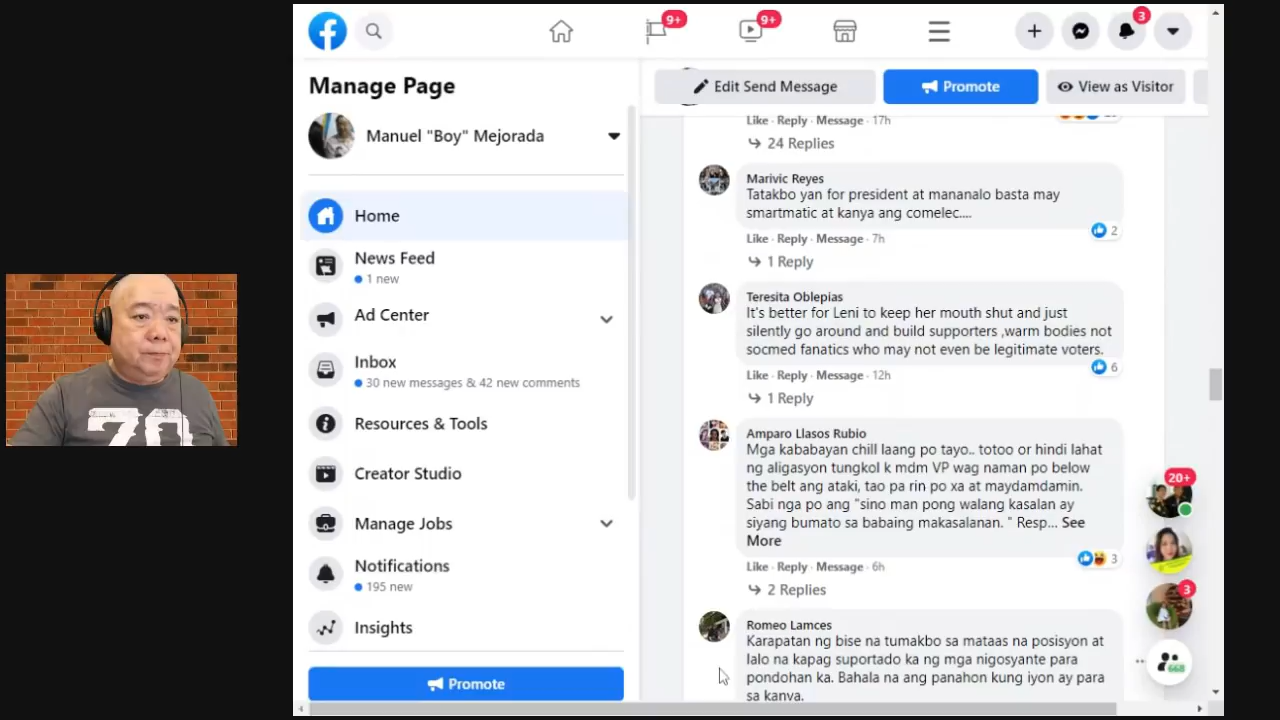 9+
9+
3
Manage Page
Edit Send Message
Promote
View as Visitor
Manuel "Boy" Mejorada
Home
News Feed
1 new
Ad Center
Inbox
30 new messages & 42 new comments
Resources & Tools
Creator Studio
Manage Jobs
Notifications
195 new
Insights
Promote
Like · Reply · Message · 17h
24 Replies
Marivic Reyes
Tatakbo yan for president at mananalo basta may
smartmatic at kanya ang comelec....
2
Like · Reply · Message · 7h
1 Reply
Teresita Oblepias
It's better for Leni to keep her mouth shut and just
silently go around and build supporters ,warm bodies not
socmed fanatics who may not even be legitimate voters.
6
Like · Reply · Message · 12h
1 Reply
Amparo Llasos Rubio
Mga kababayan chill laang po tayo.. totoo or hindi lahat
ng aligasyon tungkol k mdm VP wag naman po below
the belt ang ataki, tao pa rin po xa at maydamdamin.
Sabi nga po ang "sino man pong walang kasalan ay
siyang bumato sa babaing makasalanan. " Resp... See
More
3
Like · Reply · Message · 6h
2 Replies
Romeo Lamces
Karapatan ng bise na tumakbo sa mataas na posisyon at
lalo na kapag suportado ka ng mga nigosyante para
pondohan ka. Bahala na ang panahon kung iyon ay para
sa kanya.
20+
3
70